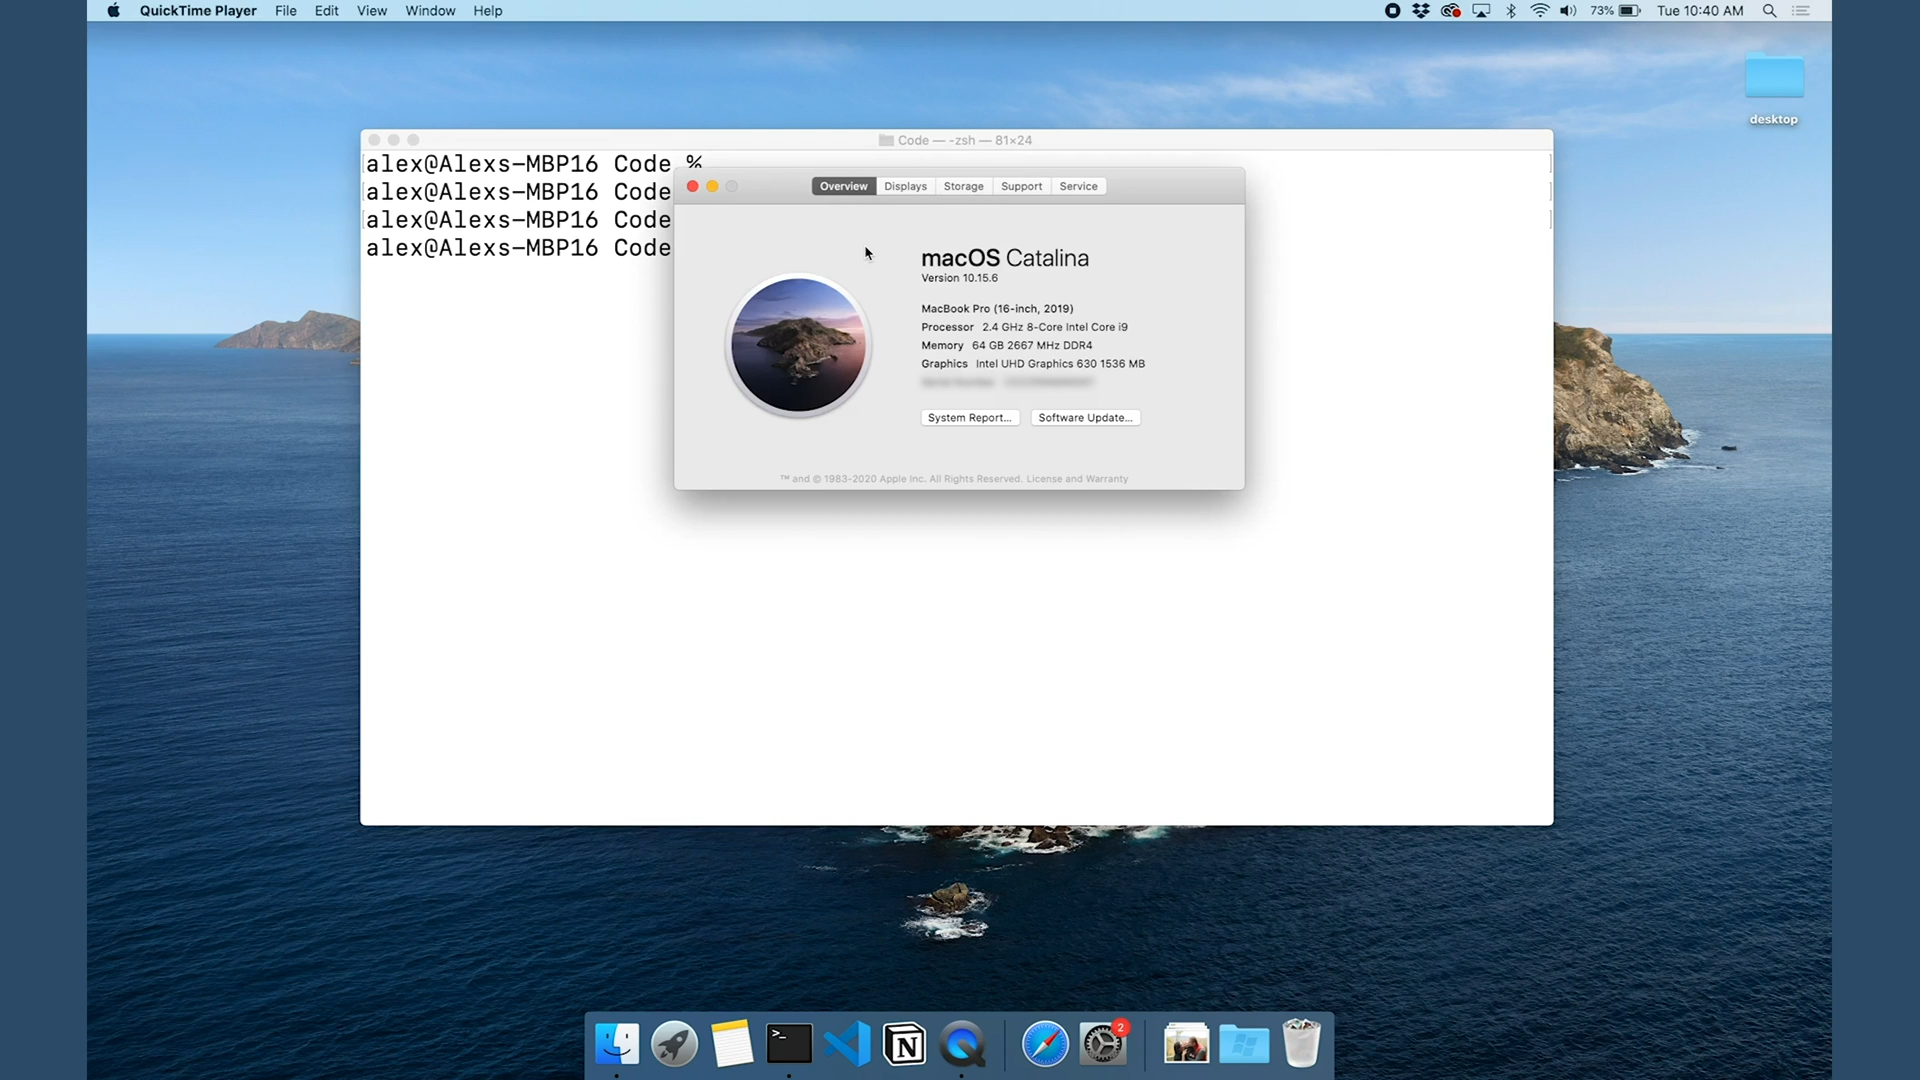 QuickTime Player File Edit View Window Help 73% Tue 10:40 AM
desktop
Code — -zsh — 81×24
alex@Alexs-MBP16 Code %
alex@Alexs-MBP16 Code
alex@Alexs-MBP16 Code
alex@Alexs-MBP16 Code
Overview Displays Storage Support Service
macOS Catalina
Version 10.15.6
MacBook Pro (16-inch, 2019)
Processor 2.4 GHz 8-Core Intel Core i9
Memory 64 GB 2667 MHz DDR4
Graphics Intel UHD Graphics 630 1536 MB
System Report... Software Update...
™ and © 1983-2020 Apple Inc. All Rights Reserved. License and Warranty
>_
N
2